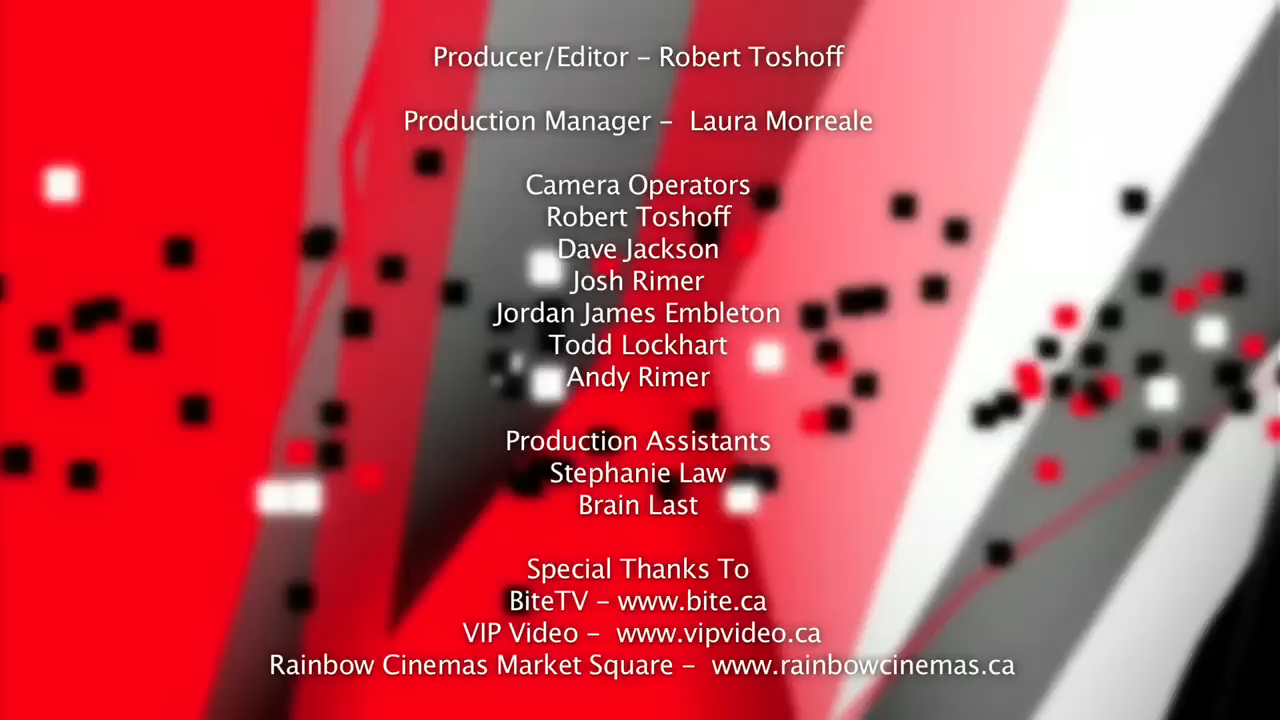 Producer/Editor - Robert Toshoff
Production Manager - Laura Morreale
Camera Operators
Robert Toshoff
Dave Jackson
Josh Rimer
Jordan James Embleton
Todd Lockhart
Andy Rimer
Production Assistants
Stephanie Law
Brain Last
Special Thanks To
BiteTV - www.bite.ca
VIP Video - www.vipvideo.ca
Rainbow Cinemas Market Square - www.rainbowcinemas.ca